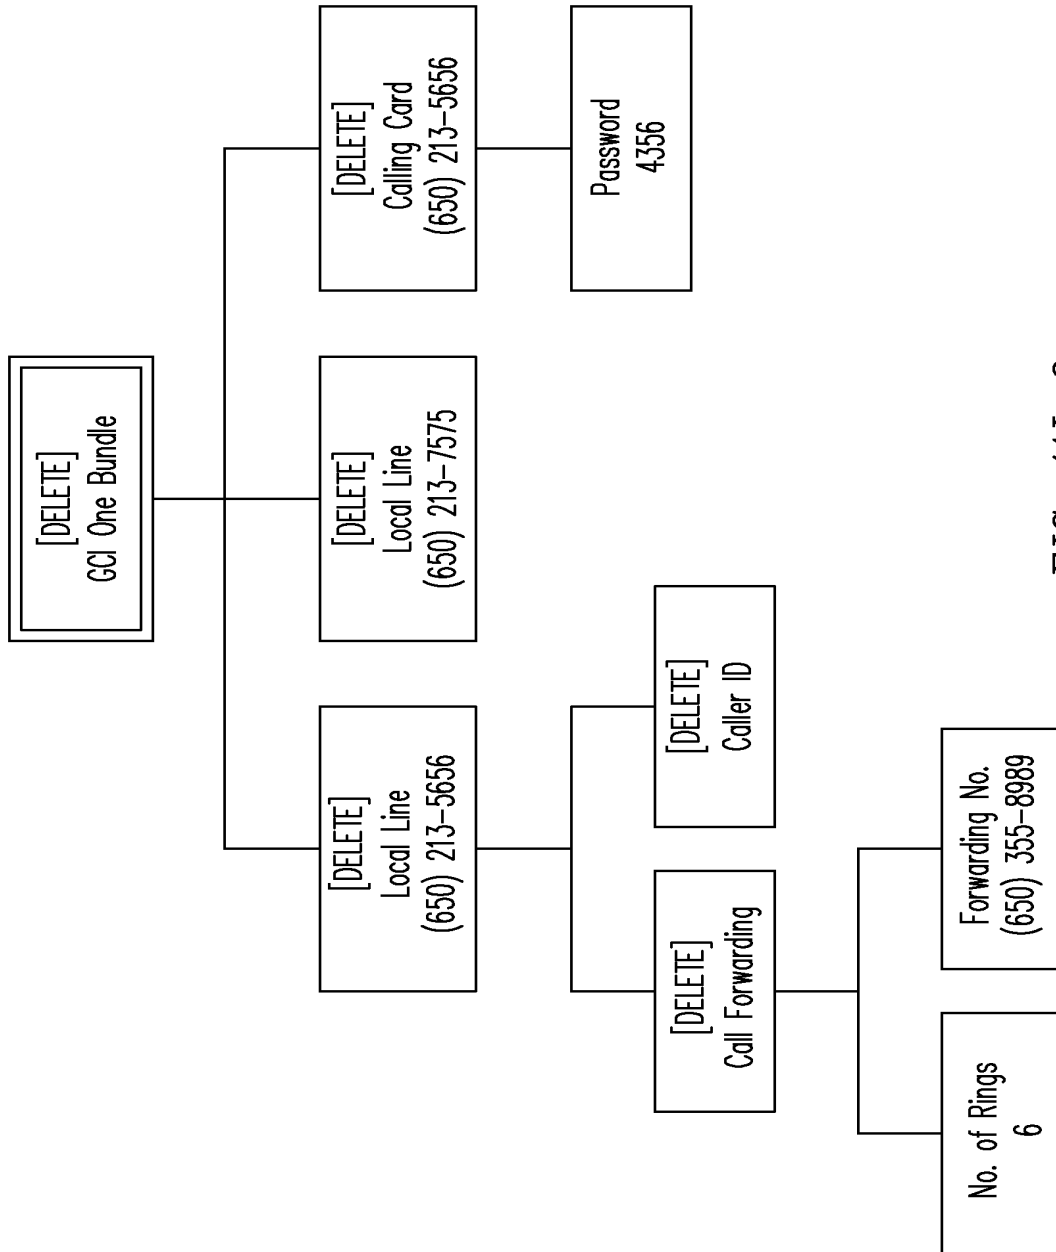 [DELETE]
GCI One Bundle
[DELETE]
Local Line
(650) 213-5656
[DELETE]
Local Line
(650) 213-7575
[DELETE]
Calling Card
(650) 213-5656
[DELETE]
Call Forwarding
[DELETE]
Caller ID
Password
4356
No. of Rings
6
Forwarding No.
(650) 355-8989